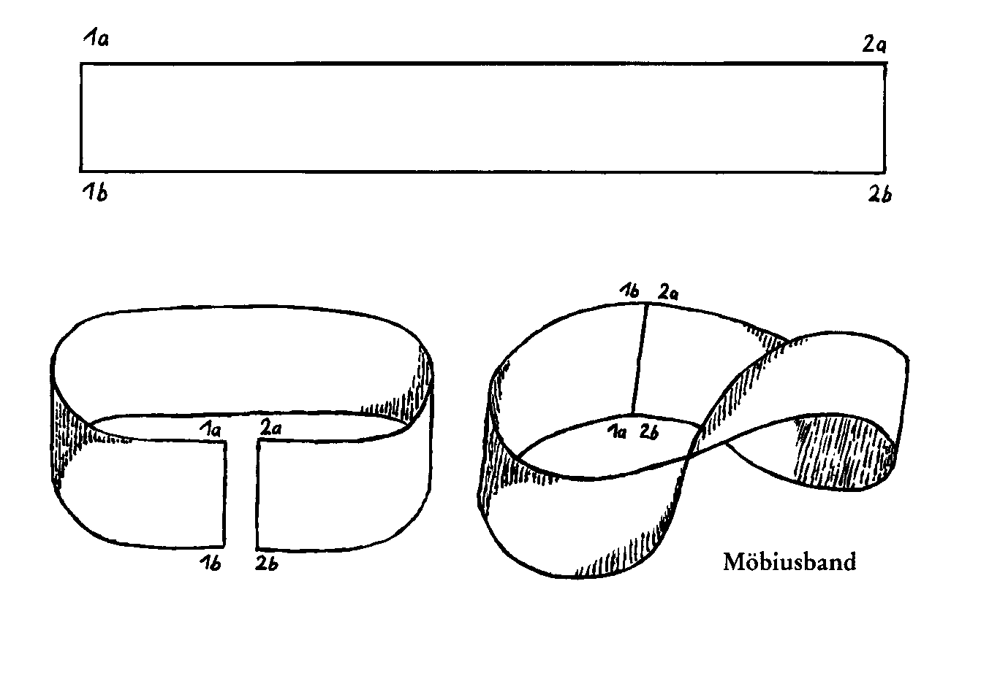 1a 2a
1b 2b
1b 2a
1a 2a
1a 2b
1b 2b
Möbiusband